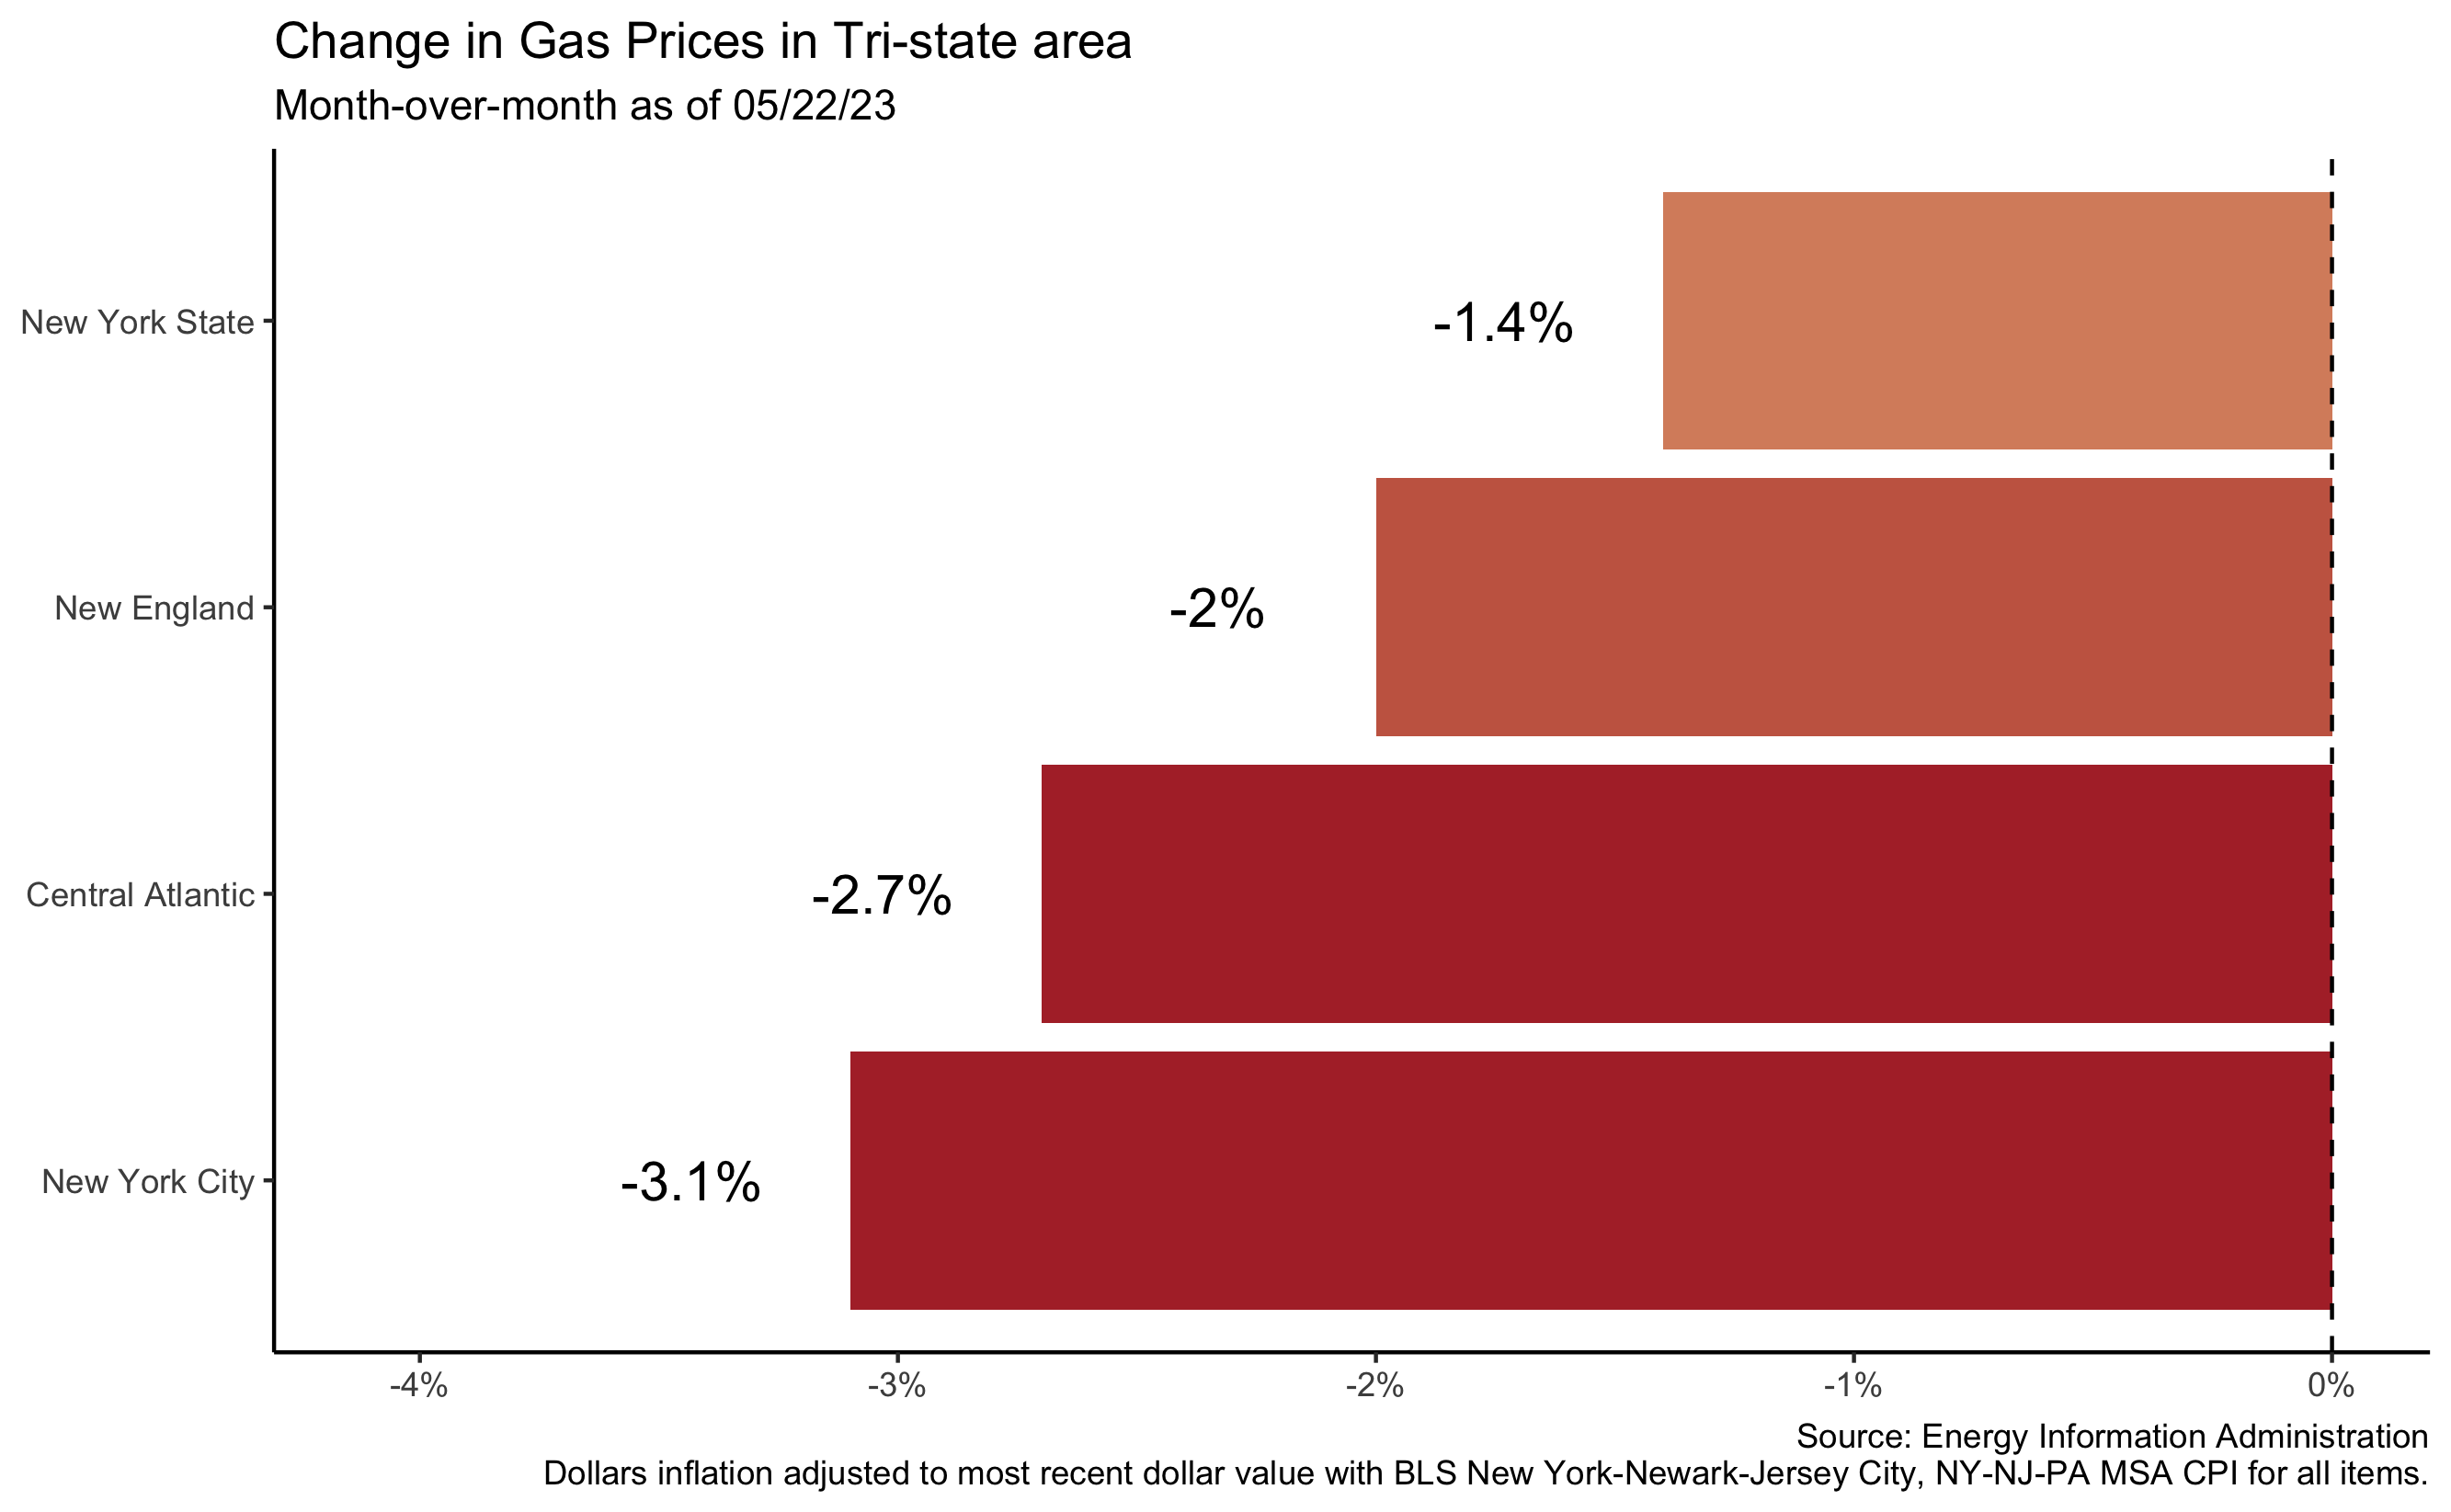 Change in Gas Prices in Tri-state area
Month-over-month as of 05/22/23
New York State
-1.4%
New England
-2%
Central Atlantic
-2.7%
New York City
-3.1%
-4%
-3%
-2%
-1%
0%
Source: Energy Information Administration
Dollars inflation adjusted to most recent dollar value with BLS New York-Newark-Jersey City, NY-NJ-PA MSA CPI for all items.